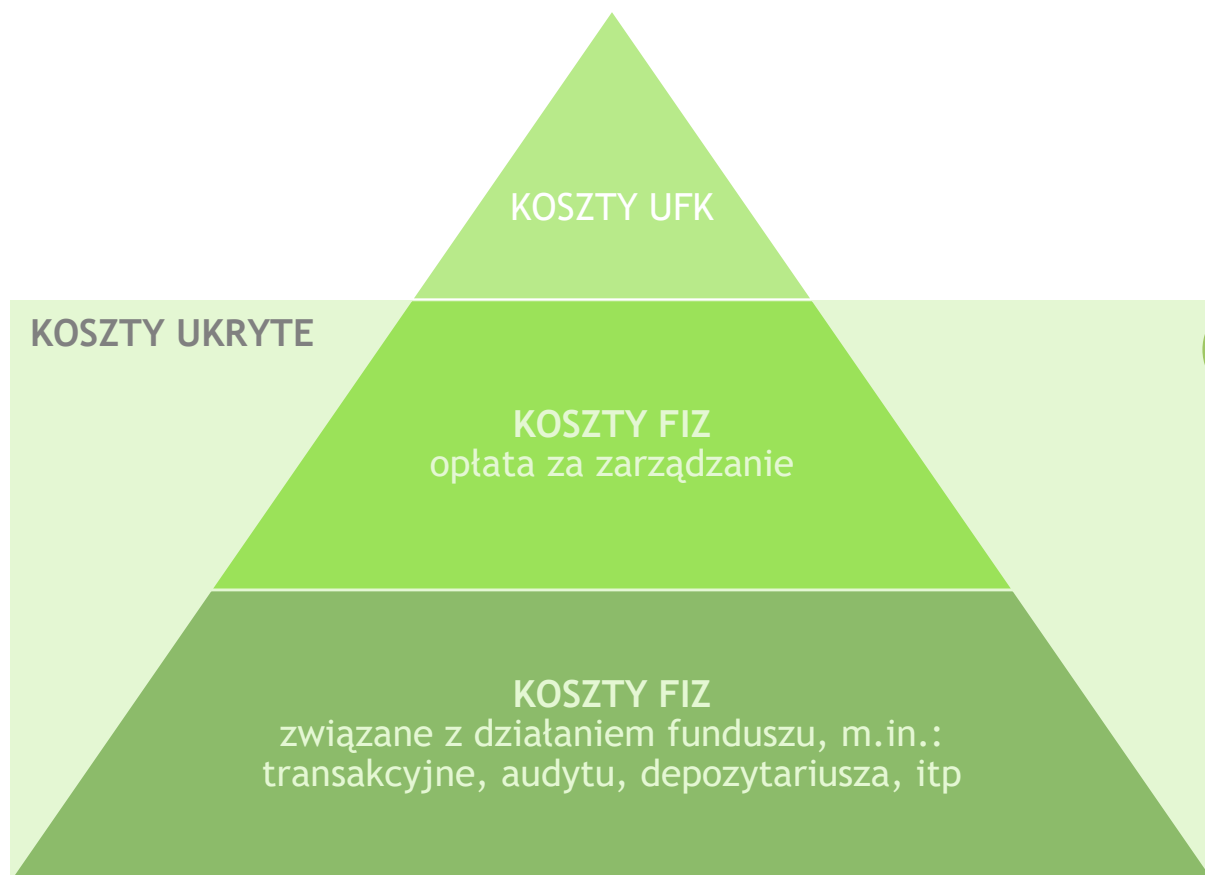 KOSZTY UFK
KOSZTY UKRYTE
KOSZTY FIZ
opłata za zarządzanie
KOSZTY FIZ
związane z działaniem funduszu, m.in.:
transakcyjne, audytu, depozytariusza, itp